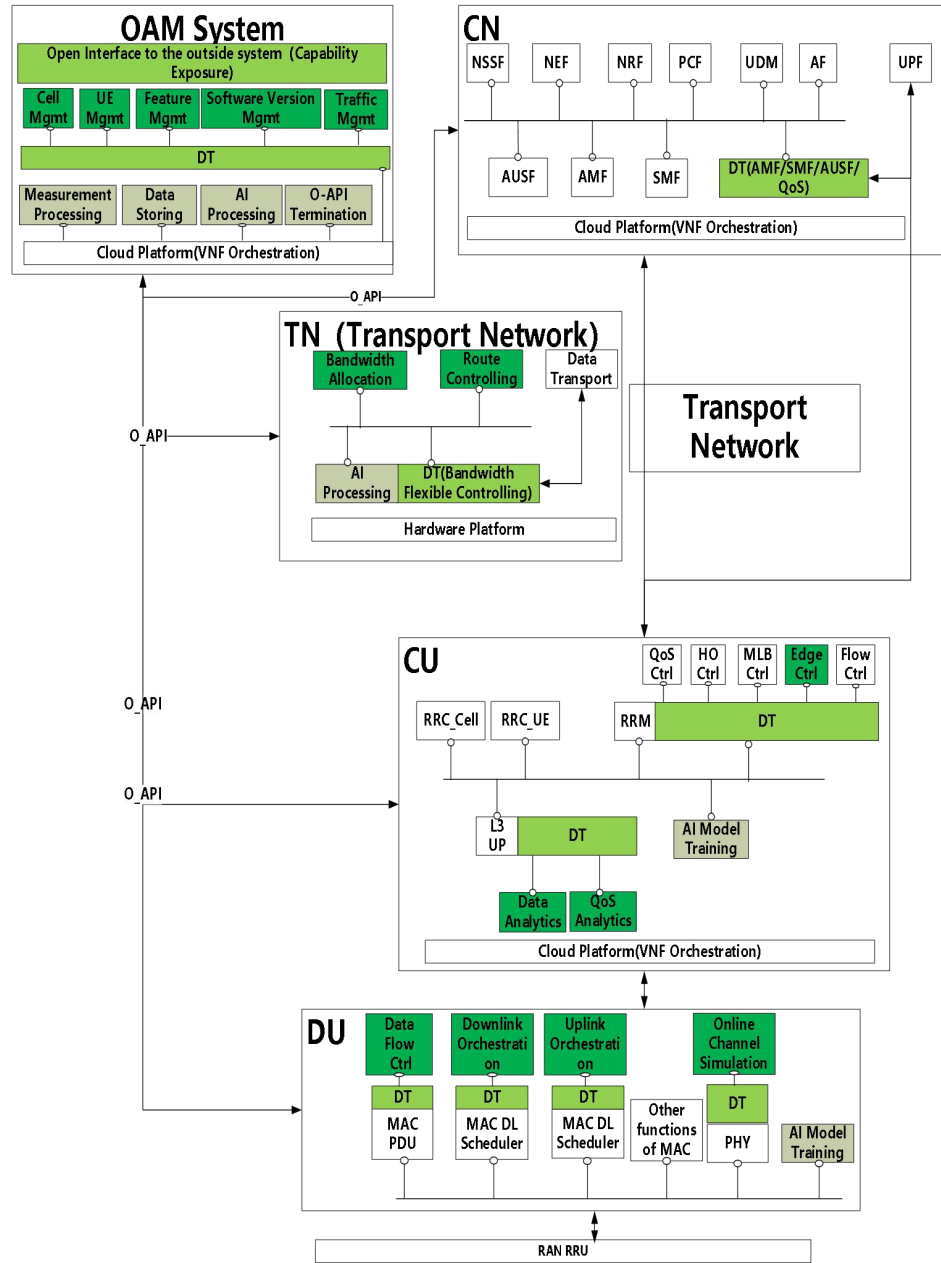 OAM System
Open Interface to the outside system (Capability
Exposure)
Cell
Mgmt
UE
Mgmt
Feature
Mgmt
Software Version
Mgmt
Traffic
Mgmt
DT
Measurement
Processing
Data
Storing
AI
Processing
O-API
Termination
Cloud Platform(VNF Orchestration)
CN
NSSF
NEF
NRF
PCF
UDM
AF
UPF
AUSF
AMF
SMF
DT(AMF/SMF/AUSF/
QoS)
Cloud Platform(VNF Orchestration)
O_API
TN (Transport Network)
Bandwidth
Allocation
Route
Controlling
Data
Transport
AI
Processing
DT(Bandwidth
Flexible Controlling)
Hardware Platform
O_API
Transport
Network
O_API
O_API
CU
QoS
Ctrl
HO
Ctrl
MLB
Ctrl
Edge
Ctrl
Flow
Ctrl
RRC_Cell
RRC_UE
RRM
DT
L3
UP
DT
AI Model
Training
Data
Analytics
QoS
Analytics
Cloud Platform(VNF Orchestration)
DU
Data
Flow
Ctrl
Downlink
Orchestrati
on
Uplink
Orchestrati
on
Online
Channel
Simulation
DT
MAC
PDU
DT
MAC DL
Scheduler
DT
MAC DL
Scheduler
Other
functions
of MAC
DT
PHY
AI Model
Training
RAN RRU